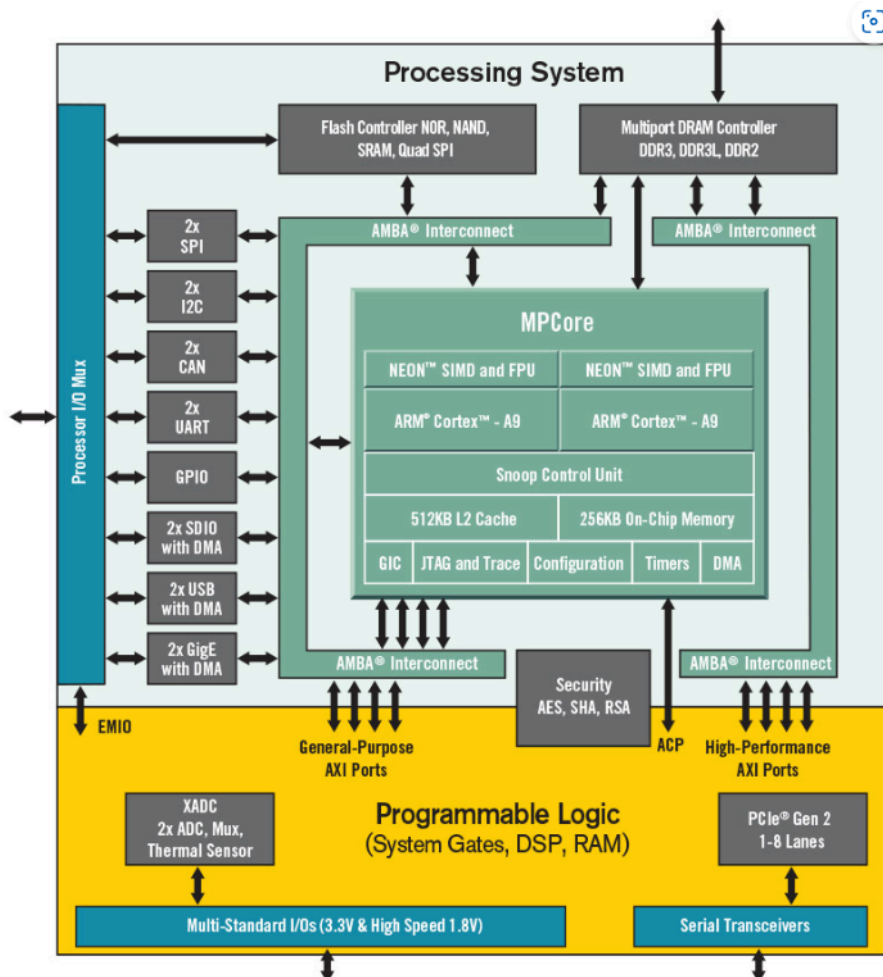 Processing System
Flash Controller NOR, NAND,
SRAM, Quad SPI
Multiport DRAM Controller
DDR3, DDR3L, DDR2
AMBA® Interconnect
AMBA® Interconnect
Processor I/O Mux
2x
SPI
2x
I2C
2x
CAN
2x
UART
GPIO
2x SDIO
with DMA
2x USB
with DMA
2x GigE
with DMA
MPCore
NEON™ SIMD and FPU
NEON™ SIMD and FPU
ARM® Cortex™ - A9
ARM® Cortex™ - A9
Snoop Control Unit
512KB L2 Cache
256KB On-Chip Memory
GIC
JTAG and Trace
Configuration
Timers
DMA
AMBA® Interconnect
AMBA® Interconnect
Security
AES, SHA, RSA
EMIO
General-Purpose
AXI Ports
ACP
High-Performance
AXI Ports
XADC
2x ADC, Mux,
Thermal Sensor
Programmable Logic
(System Gates, DSP, RAM)
PCIe® Gen 2
1-8 Lanes
Multi-Standard I/Os (3.3V & High Speed 1.8V)
Serial Transceivers